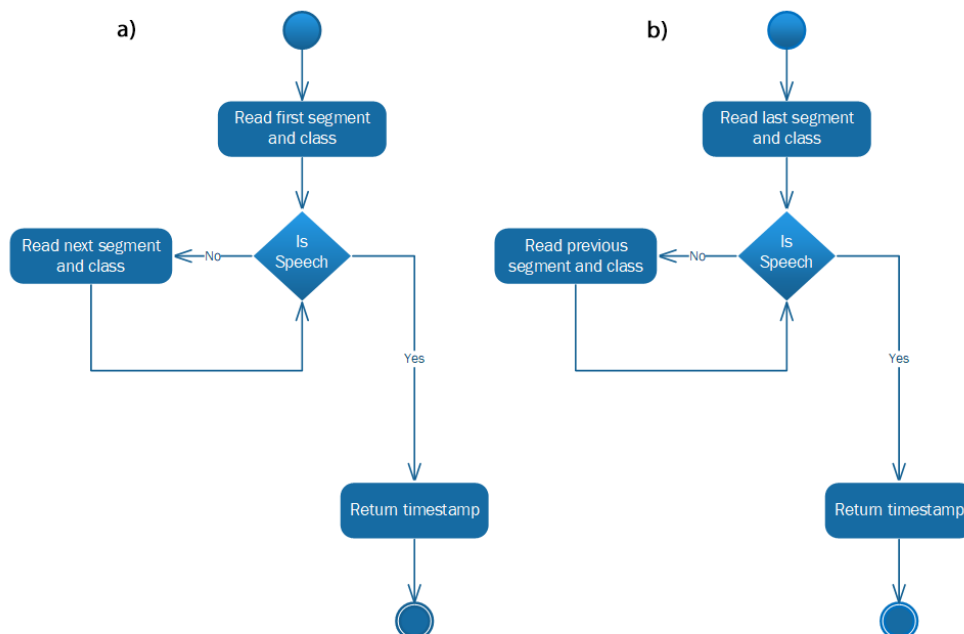 a)
Read first segment
and class
Is
Speech
No
Read next segment
and class
Yes
Return timestamp
b)
Read last segment
and class
Is
Speech
No
Read previous
segment and class
Yes
Return timestamp